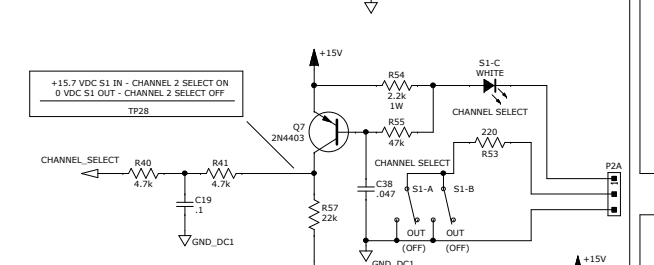 +15V
S1-C
WHITE
R54
2.2k
1W
CHANNEL SELECT
+15.7 VDC S1 IN - CHANNEL 2 SELECT ON
0 VDC S1 OUT - CHANNEL 2 SELECT OFF
TP28
Q7
2N4403
R55
47k
220
R53
CHANNEL_SELECT
R40
4.7k
R41
4.7k
CHANNEL SELECT
P2A
1
C38
.047
S1-A
S1-B
C19
.1
R57
22k
OUT
(OFF)
OUT
(OFF)
GND_DC1
GND_DC1
+15V